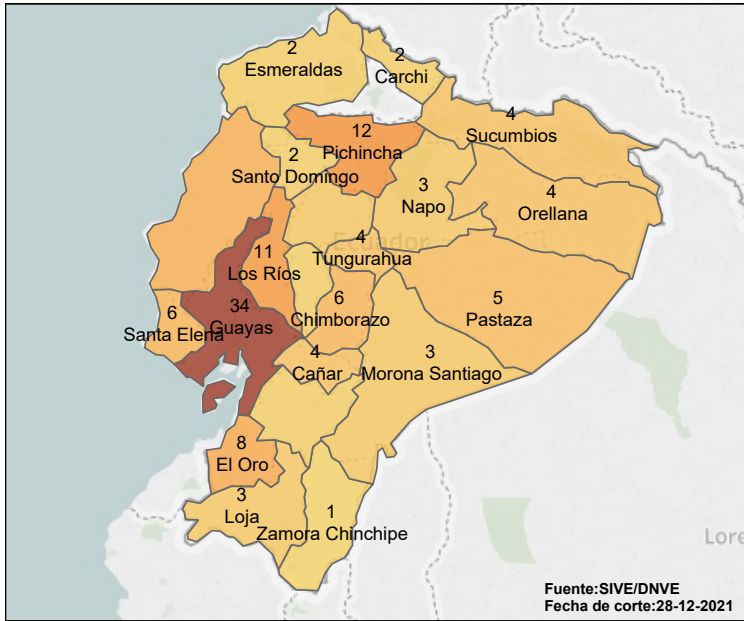 2
Esmeraldas
2
Carchi
4
Sucumbios
12
Pichincha
2
Santo Domingo
3
Napo
4
Orellana
Ecuador
4
Tungurahua
11
Los Ríos
34
Guayas
6
Santa Elena
6
Chimborazo
5
Pastaza
4
Cañar
3
Morona Santiago
8
El Oro
3
Loja
1
Zamora Chinchipe
Lore
Fuente:SIVE/DNVE
Fecha de corte:28-12-2021